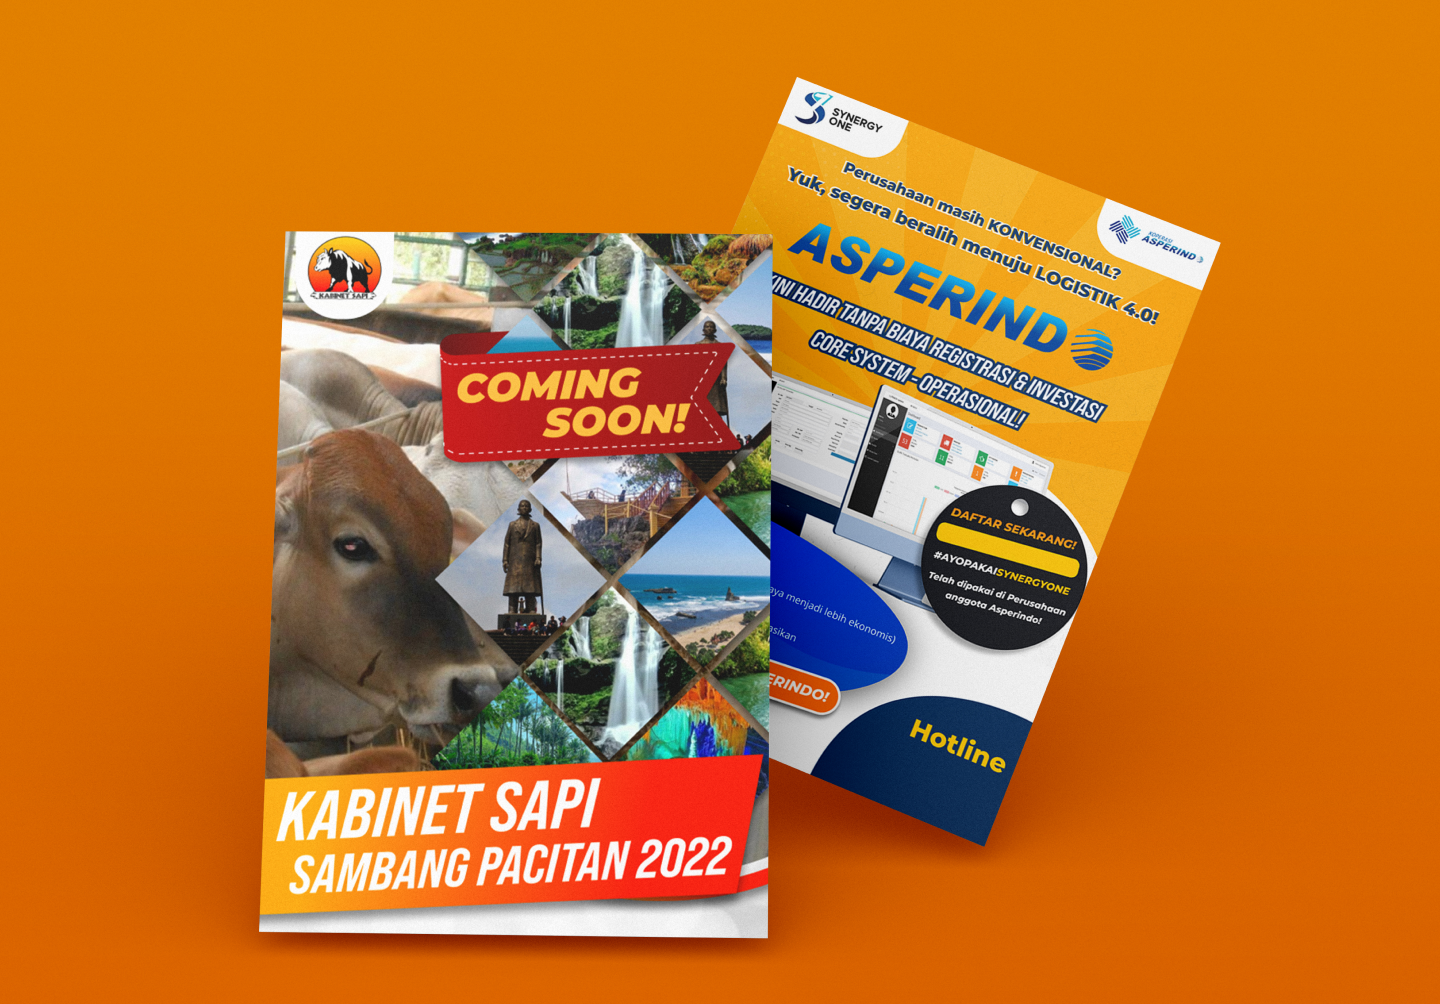 KABINET SAPI
COMING
SOON!
KABINET SAPI
SAMBANG PACITAN 2022
SYNERGY
ONE
KOPERASI
ASPERINDO
Perusahaan masih KONVENSIONAL?
Yuk, segera beralih menuju LOGISTIK 4.0!
ASPERINDO
KINI HADIR TANPA BIAYA REGISTRASI & INVESTASI
CORE SYSTEM - OPERASIONAL!
DAFTAR SEKARANG!
#AYOPAKAISYNERGYONE
Telah dipakai di Perusahaan
anggota Asperindo!
menjadi lebih ekonomis)
Hotline